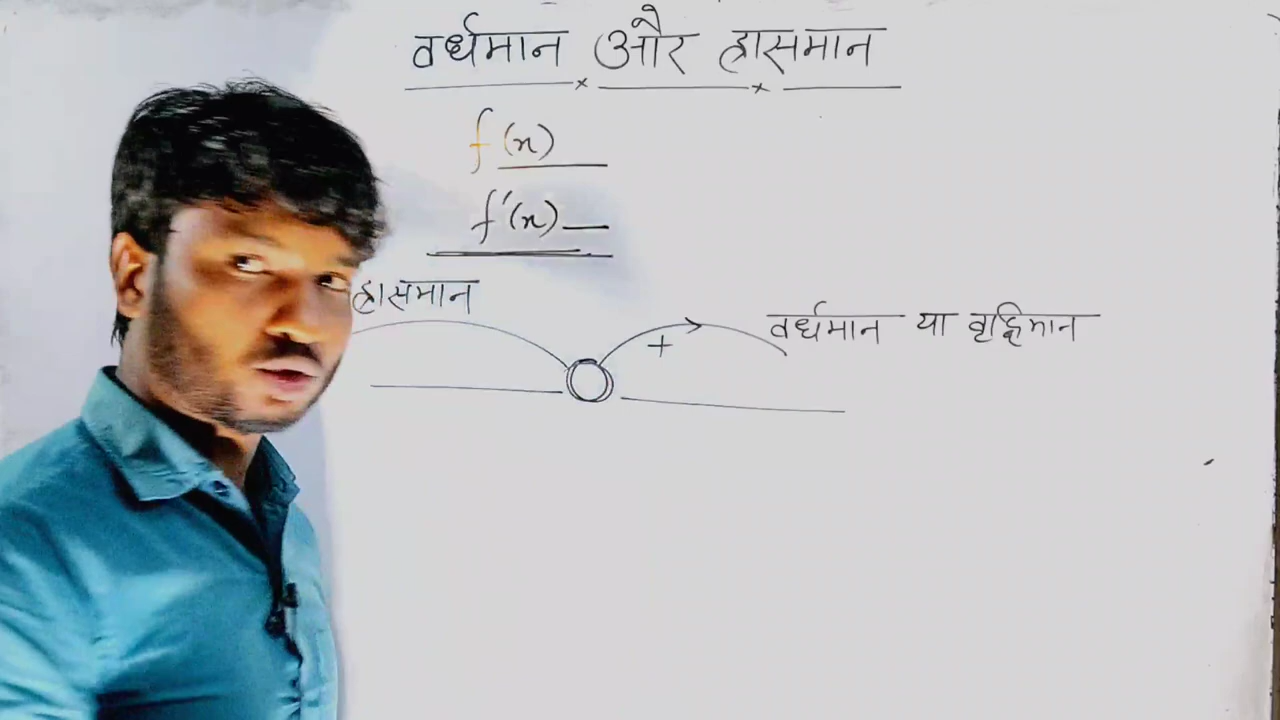 वर्धमान और ह्रासमान
f(x)
f'(x)
ह्रासमान
+
वर्धमान या वृद्धिमान